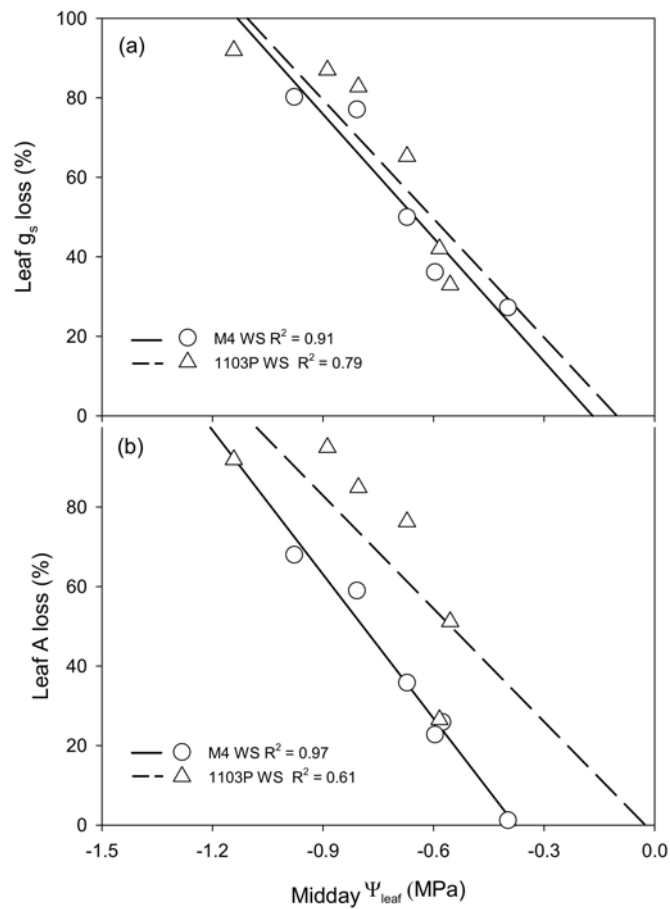 (a)
100
80
60
40
20
0
Leaf gₛ loss (%)
M4 WS R² = 0.91
1103P WS R² = 0.79
(b)
80
60
40
20
0
Leaf A loss (%)
M4 WS R² = 0.97
1103P WS R² = 0.61
-1.5 -1.2 -0.9 -0.6 -0.3 0.0
Midday Ψleaf (MPa)